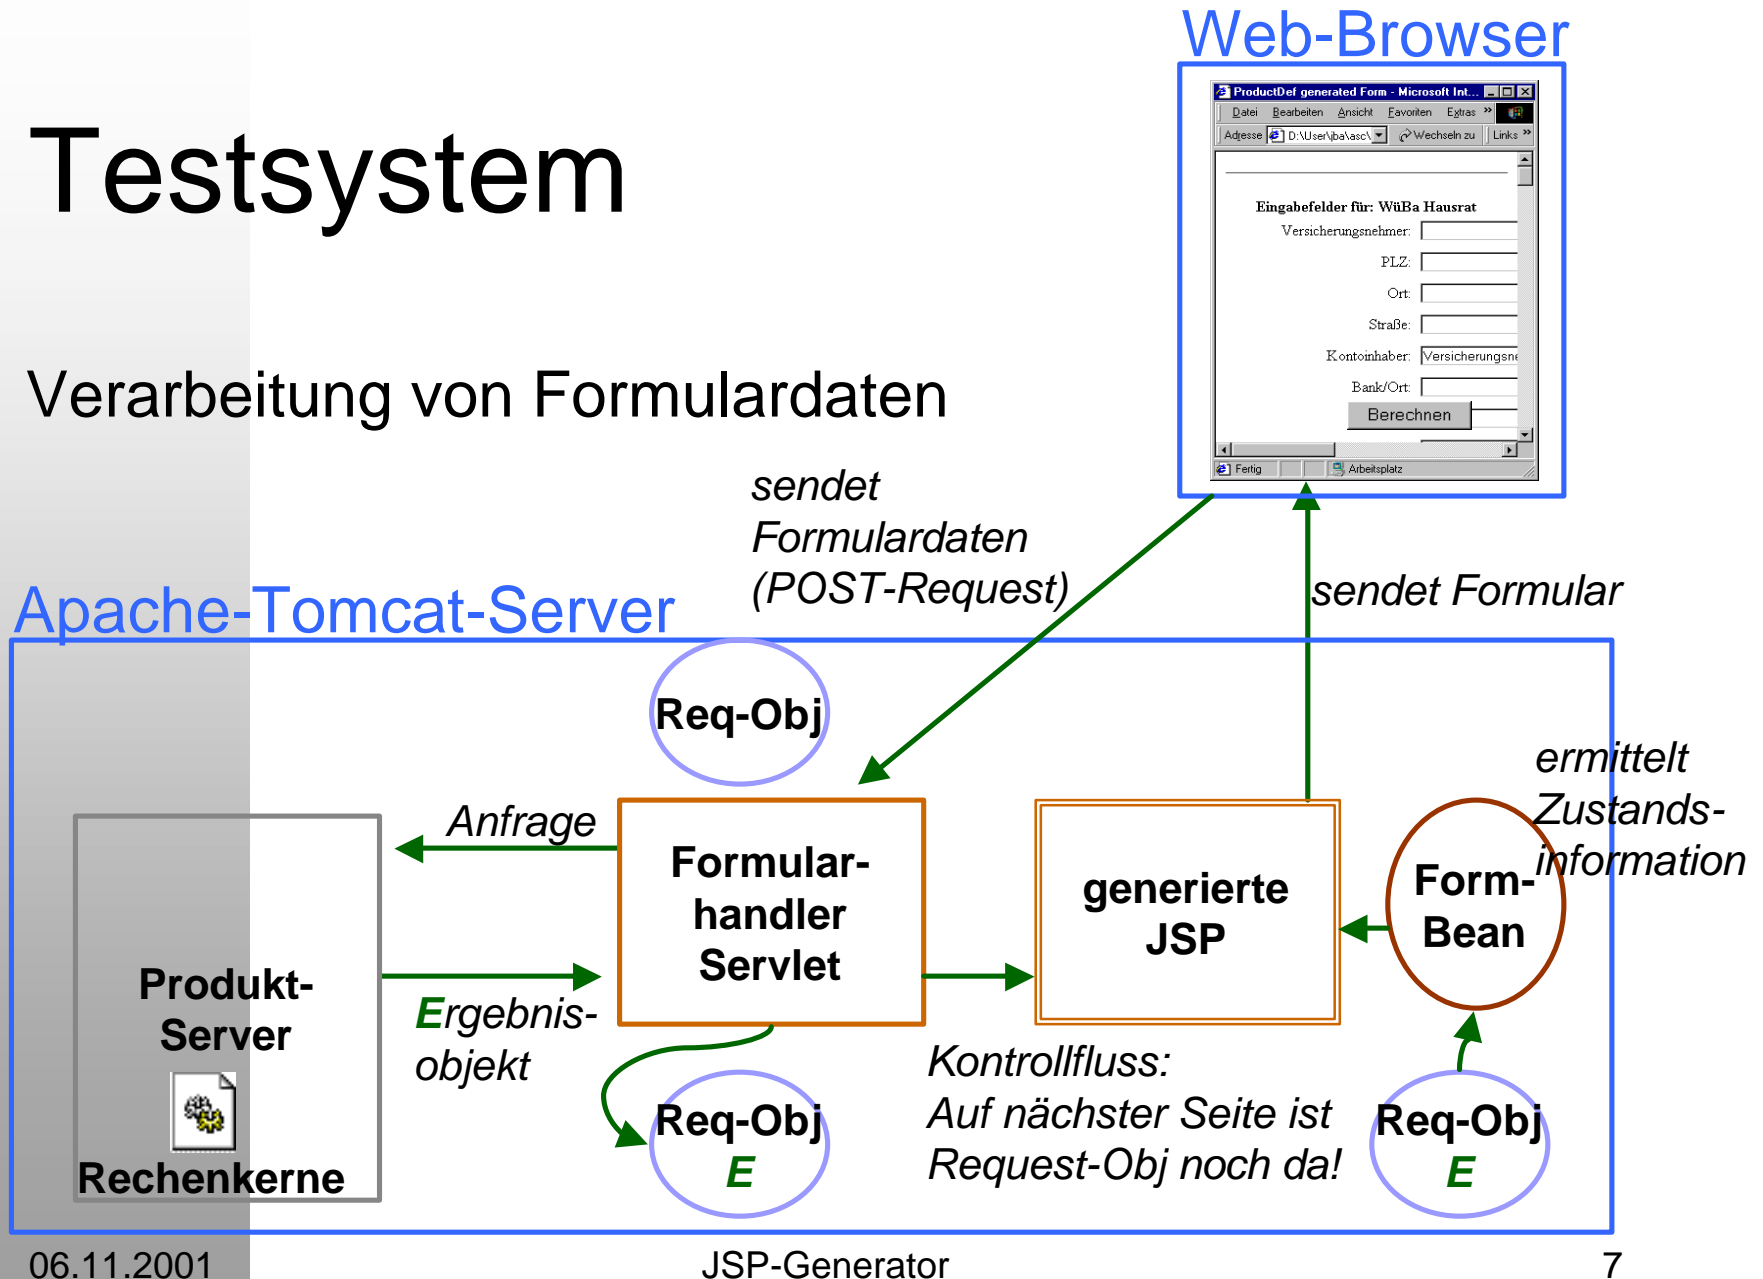 Web-Browser
ProductDef generated Form - Microsoft Int...
Datei Bearbeiten Ansicht Favoriten Extras »
Adresse D:\User\jba\asc\ Wechseln zu Links »
Eingabefelder für: WüBa Hausrat
Versicherungsnehmer:
PLZ:
Ort:
Straße:
Kontoinhaber: Versicherungsne
Bank/Ort:
Berechnen
Fertig Arbeitsplatz
Testsystem
Verarbeitung von Formulardaten
sendet
Formulardaten
(POST-Request)
sendet Formular
Apache-Tomcat-Server
Req-Obj
ermittelt
Zustands-
information
Anfrage
Formular-
handler
Servlet
generierte
JSP
Form-
Bean
Produkt-
Server
Rechenkerne
Ergebnis-
objekt
Req-Obj
E
Kontrollfluss:
Auf nächster Seite ist
Request-Obj noch da!
Req-Obj
E
06.11.2001
JSP-Generator
7